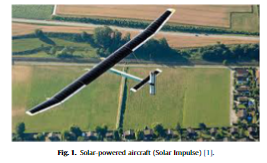 Fig. 1. Solar-powered aircraft (Solar Impulse) [1].